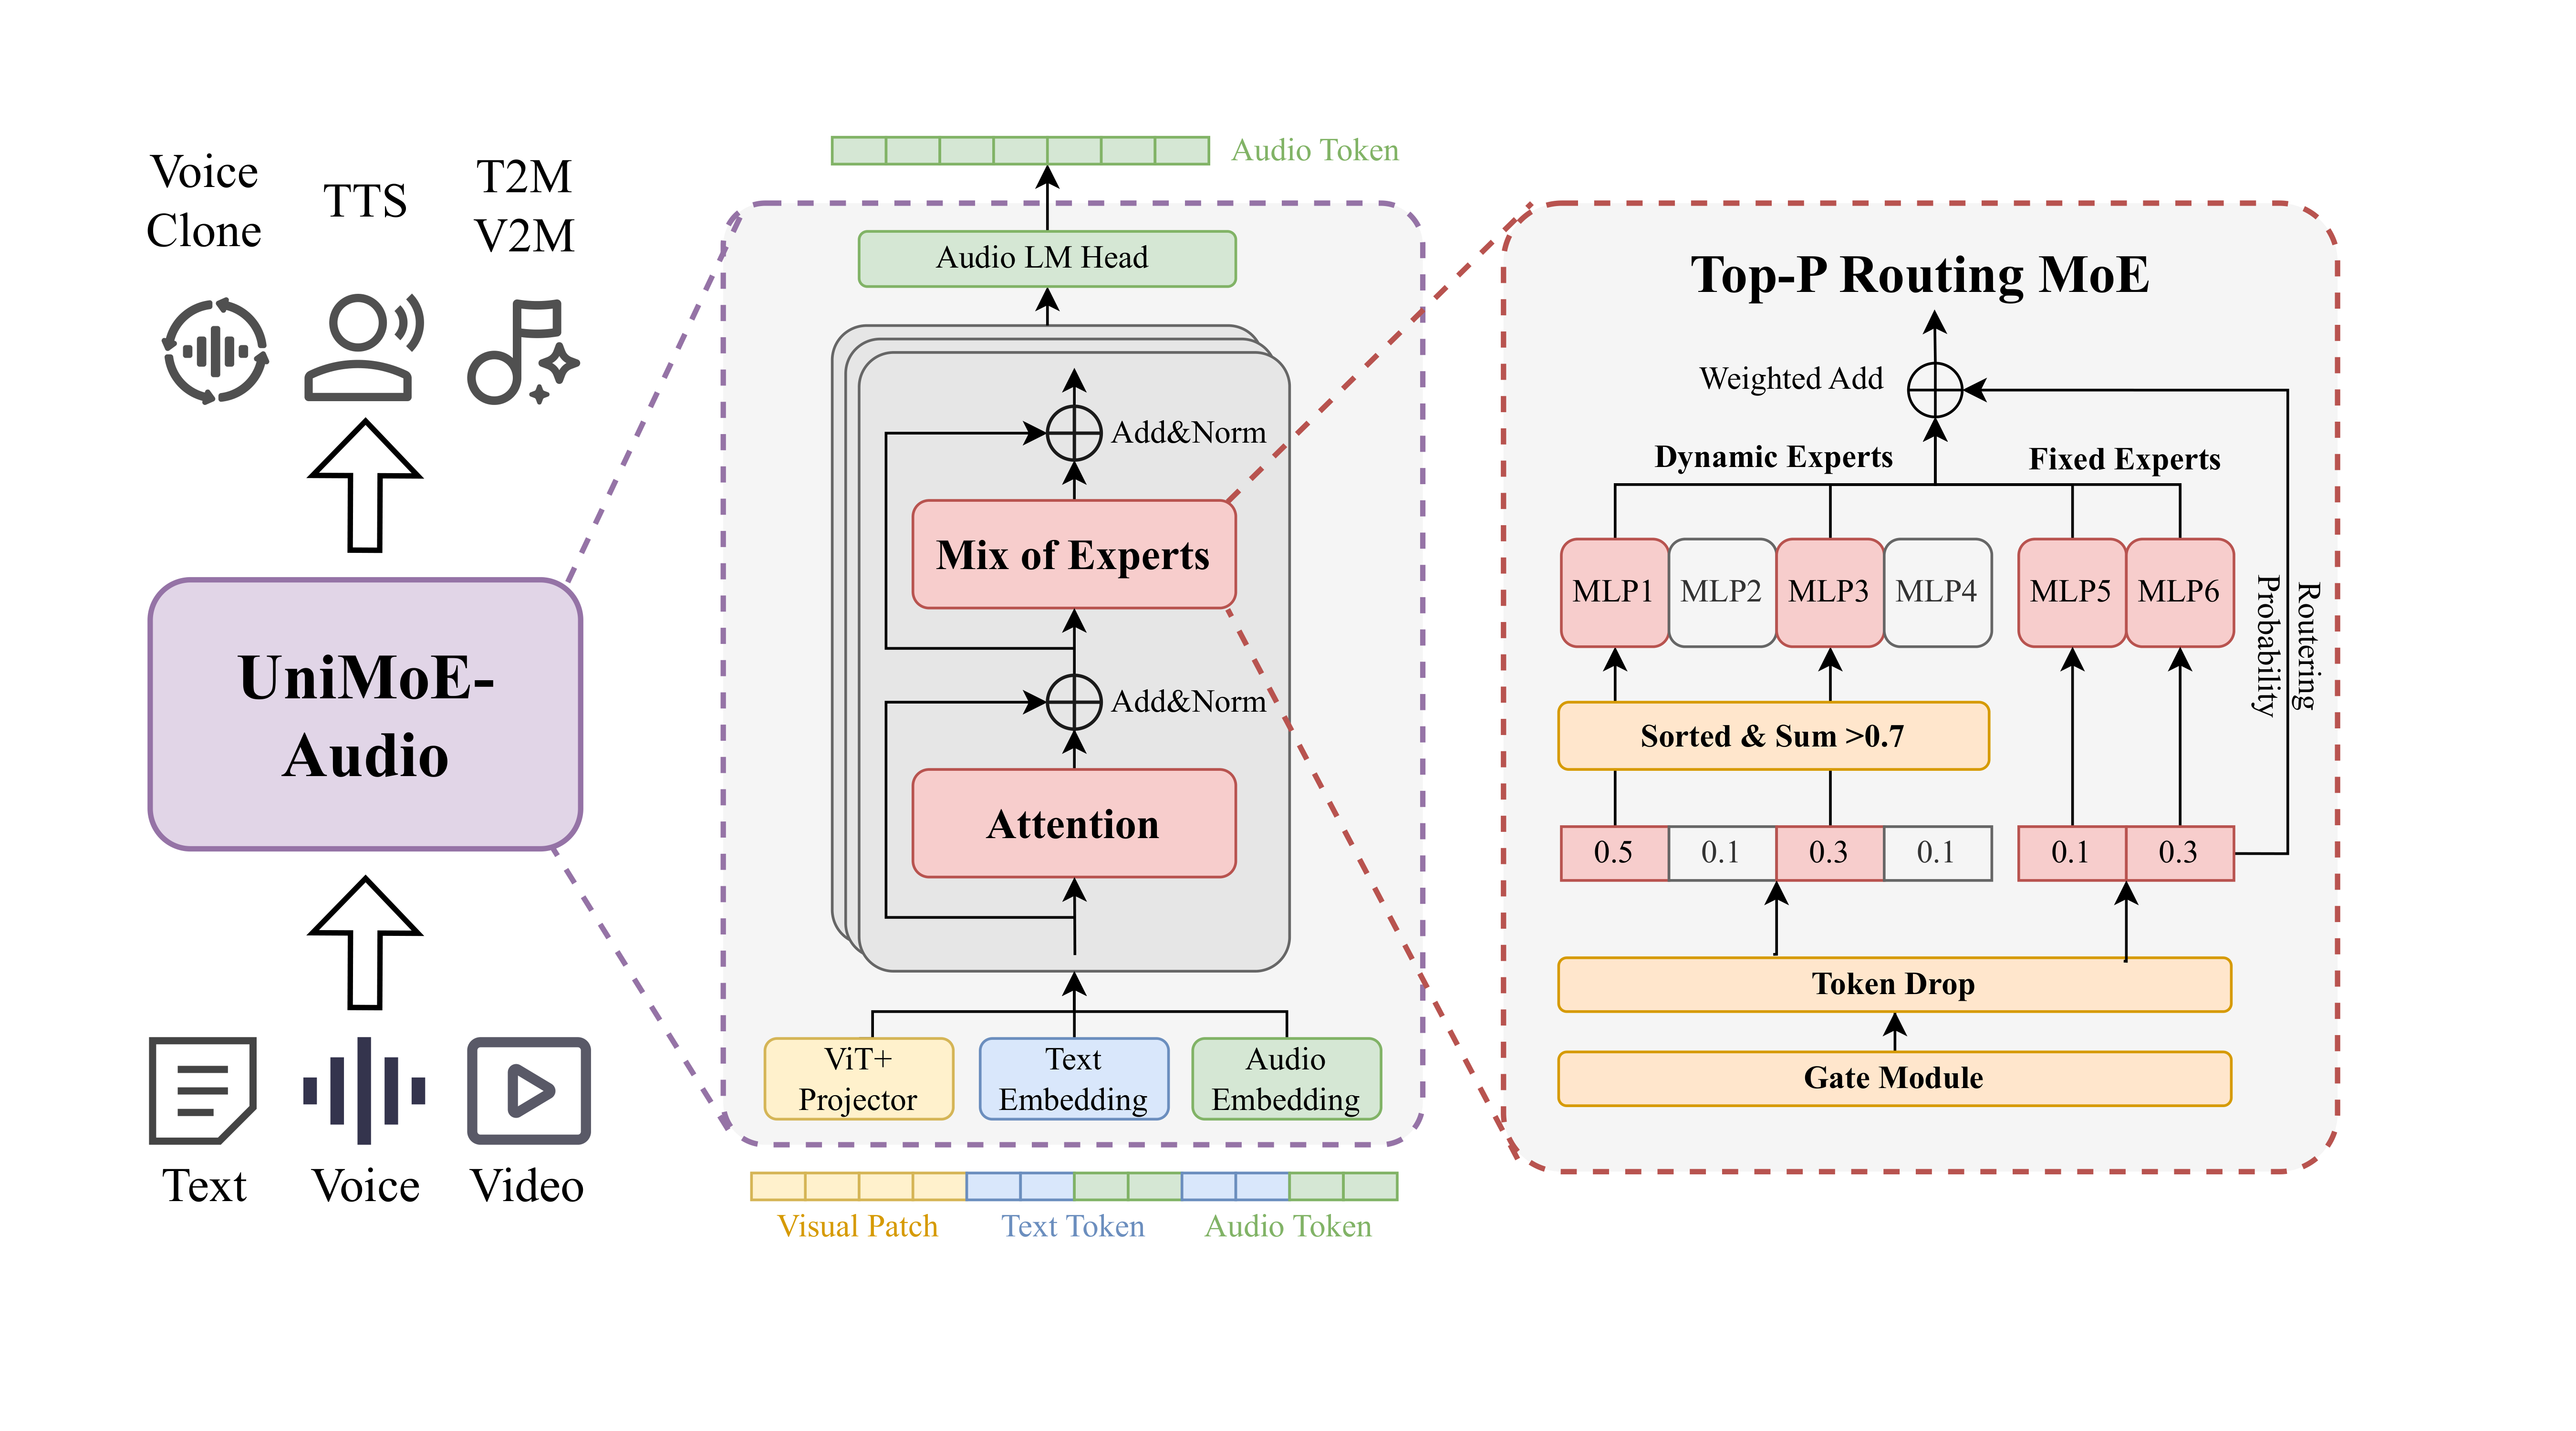 Voice
Clone
TTS
T2M
V2M
UniMoE-
Audio
Text
Voice
Video
Audio Token
Audio LM Head
Add&Norm
Mix of Experts
Add&Norm
Attention
ViT+
Projector
Text
Embedding
Audio
Embedding
Visual Patch
Text Token
Audio Token
Top-P Routing MoE
Weighted Add
Dynamic Experts
Fixed Experts
MLP1
MLP2
MLP3
MLP4
MLP5
MLP6
Routering
Probability
Sorted & Sum >0.7
0.5
0.1
0.3
0.1
0.1
0.3
Token Drop
Gate Module